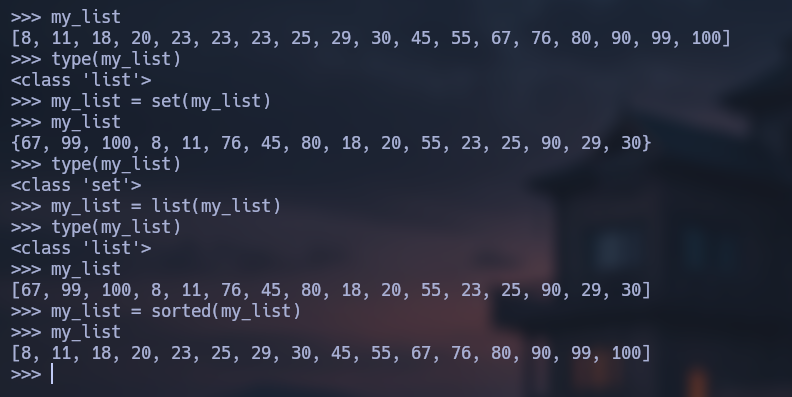 >>> my_list
[8, 11, 18, 20, 23, 23, 23, 25, 29, 30, 45, 55, 67, 76, 80, 90, 99, 100]
>>> type(my_list)
<class 'list'>
>>> my_list = set(my_list)
>>> my_list
{67, 99, 100, 8, 11, 76, 45, 80, 18, 20, 55, 23, 25, 90, 29, 30}
>>> type(my_list)
<class 'set'>
>>> my_list = list(my_list)
>>> type(my_list)
<class 'list'>
>>> my_list
[67, 99, 100, 8, 11, 76, 45, 80, 18, 20, 55, 23, 25, 90, 29, 30]
>>> my_list = sorted(my_list)
>>> my_list
[8, 11, 18, 20, 23, 25, 29, 30, 45, 55, 67, 76, 80, 90, 99, 100]
>>>